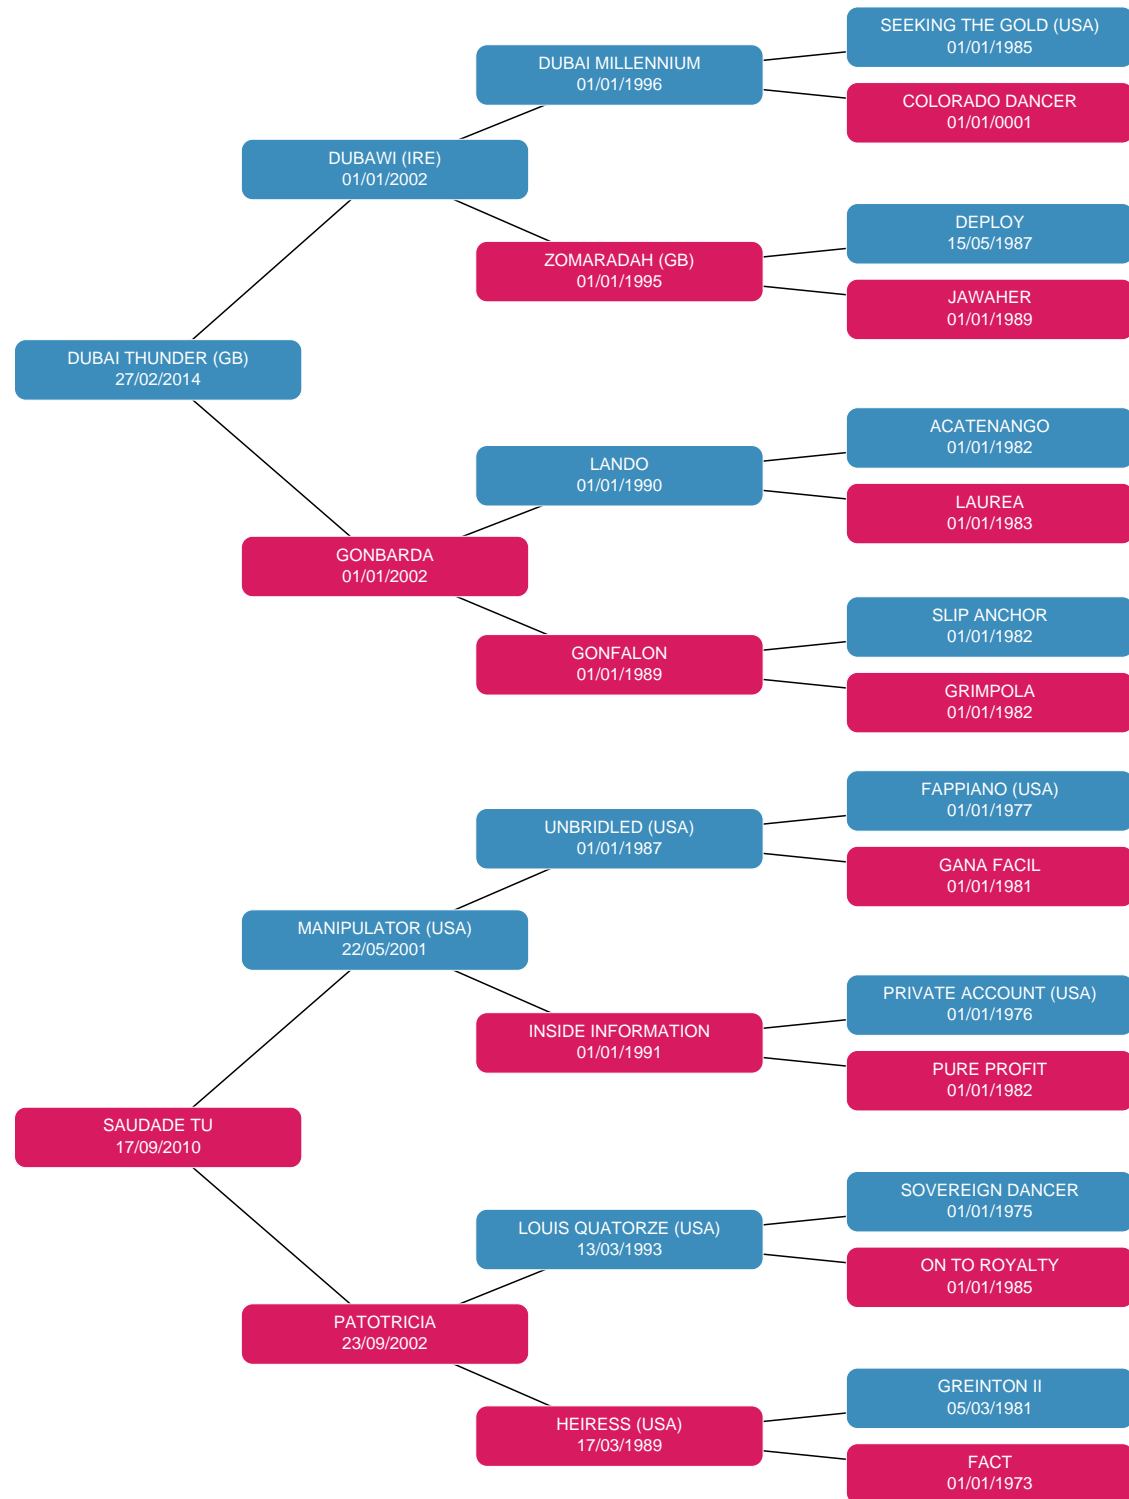 SEEKING THE GOLD (USA)
01/01/1985
DUBAI MILLENNIUM
01/01/1996
COLORADO DANCER
01/01/0001
DUBAWI (IRE)
01/01/2002
DEPLOY
15/05/1987
ZOMARADAH (GB)
01/01/1995
JAWAHER
01/01/1989
DUBAI THUNDER (GB)
27/02/2014
ACATENANGO
01/01/1982
LANDO
01/01/1990
LAUREA
01/01/1983
GONBARDA
01/01/2002
SLIP ANCHOR
01/01/1982
GONFALON
01/01/1989
GRIMPOLA
01/01/1982
FAPPIANO (USA)
01/01/1977
UNBRIDLED (USA)
01/01/1987
GANA FACIL
01/01/1981
MANIPULATOR (USA)
22/05/2001
PRIVATE ACCOUNT (USA)
01/01/1976
INSIDE INFORMATION
01/01/1991
PURE PROFIT
01/01/1982
SAUDADE TU
17/09/2010
SOVEREIGN DANCER
01/01/1975
LOUIS QUATORZE (USA)
13/03/1993
ON TO ROYALTY
01/01/1985
PATOTRICIA
23/09/2002
GREINTON II
05/03/1981
HEIRESS (USA)
17/03/1989
FACT
01/01/1973